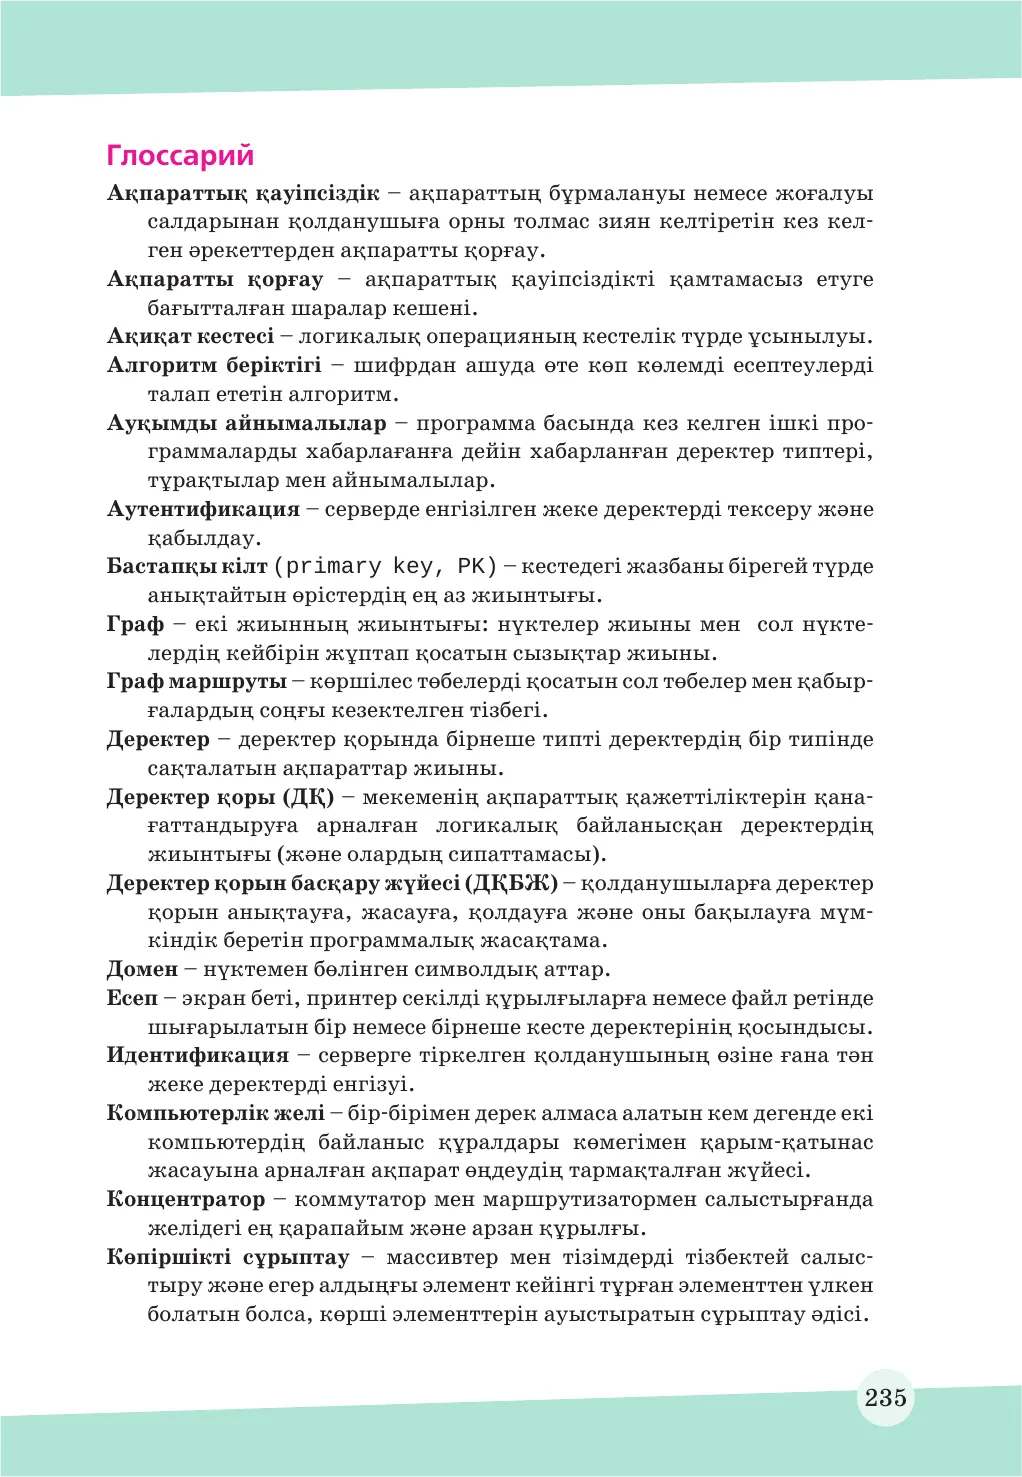 Глоссарий
Ақпараттық қауіпсіздік – ақпараттың бұрмалануы немесе жоғалуы
салдарынан қолданушыға орны толмас зиян келтіретін кез кел-
ген әрекеттерден ақпаратты қорғау.
Ақпаратты қорғау – ақпараттық қауіпсіздікті қамтамасыз етуге
бағытталған шаралар кешені.
Ақиқат кестесі – логикалық операцияның кестелік түрде ұсынылуы.
Алгоритм беріктігі – шифрдан ашуда өте көп көлемді есептеулерді
талап ететін алгоритм.
Ауқымды айнымалылар – программа басында кез келген ішкі про-
граммаларды хабарлағанға дейін хабарланған деректер типтері,
тұрақтылар мен айнымалылар.
Аутентификация – серверде енгізілген жеке деректерді тексеру және
қабылдау.
Бастапқы кілт (primary key, PK) – кестедегі жазбаны бірегей түрде
анықтайтын өрістердің ең аз жиынтығы.
Граф – екі жиынның жиынтығы: нүктелер жиыны мен сол нүкте-
лердің кейбірін жұптап қосатын сызықтар жиыны.
Граф маршруты – көршілес төбелерді қосатын сол төбелер мен қабыр-
ғалардың соңғы кезектелген тізбегі.
Деректер – деректер қорында бірнеше типті деректердің бір типінде
сақталатын ақпараттар жиыны.
Деректер қоры (ДҚ) – мекеменің ақпараттық қажеттіліктерін қана-
ғаттандыруға арналған логикалық байланысқан деректердің
жиынтығы (және олардың сипаттамасы).
Деректер қорын басқару жүйесі (ДҚБЖ) – қолданушыларға деректер
қорын анықтауға, жасауға, қолдауға және оны бақылауға мүм-
кіндік беретін программалық жасақтама.
Домен – нүктемен бөлінген символдық аттар.
Есеп – экран беті, принтер секілді құрылғыларға немесе файл ретінде
шығарылатын бір немесе бірнеше кесте деректерінің қосындысы.
Идентификация – серверге тіркелген қолданушының өзіне ғана тән
жеке деректерді енгізуі.
Компьютерлік желі – бір-бірімен дерек алмаса алатын кем дегенде екі
компьютердің байланыс құралдары көмегімен қарым-қатынас
жасауына арналған ақпарат өңдеудің тармақталған жүйесі.
Концентратор – коммутатор мен маршрутизатормен салыстырғанда
желідегі ең қарапайым және арзан құрылғы.
Көпіршікті сұрыптау – массивтер мен тізімдерді тізбектей салыс-
тыру және егер алдыңғы элемент кейінгі тұрған элементтен үлкен
болатын болса, көрші элементтерін ауыстыратын сұрыптау әдісі.
235